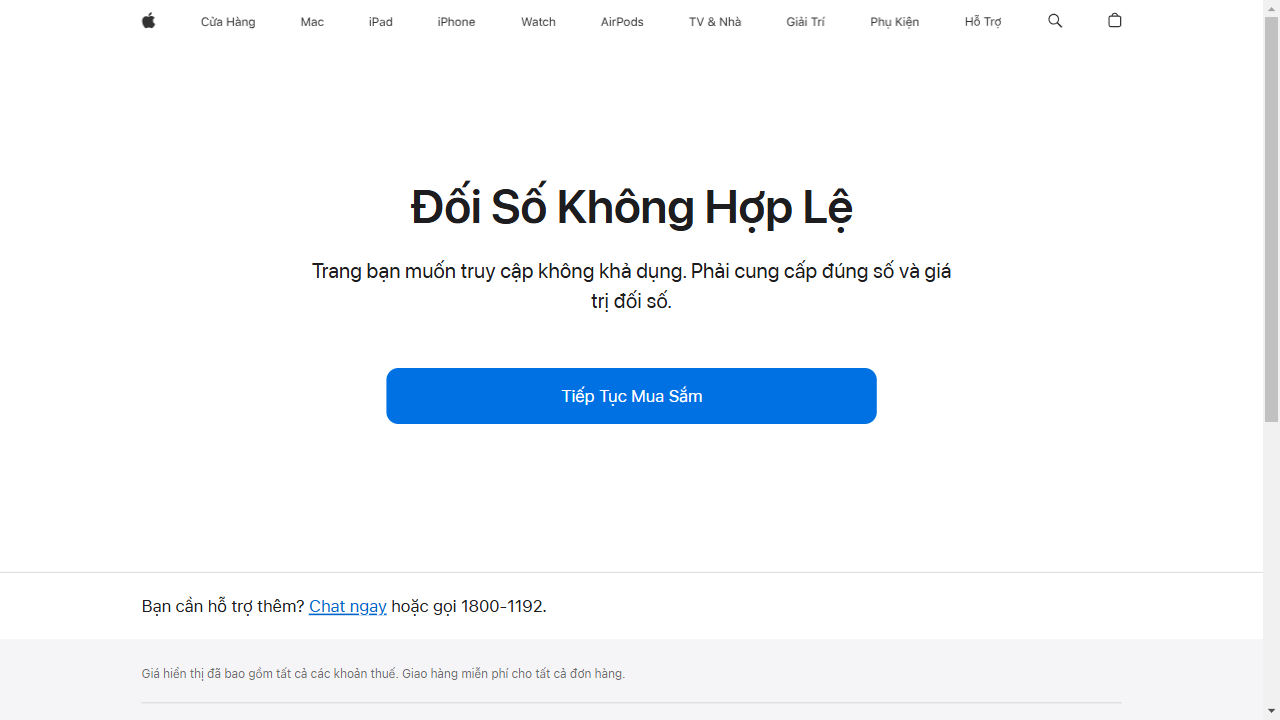 Cửa Hàng Mac iPad iPhone Watch AirPods TV & Nhà Giải Trí Phụ Kiện Hỗ Trợ
Đối Số Không Hợp Lệ
Trang bạn muốn truy cập không khả dụng. Phải cung cấp đúng số và giá
trị đối số.
Tiếp Tục Mua Sắm
Bạn cần hỗ trợ thêm? Chat ngay hoặc gọi 1800-1192.
Giá hiển thị đã bao gồm tất cả các khoản thuế. Giao hàng miễn phí cho tất cả đơn hàng.